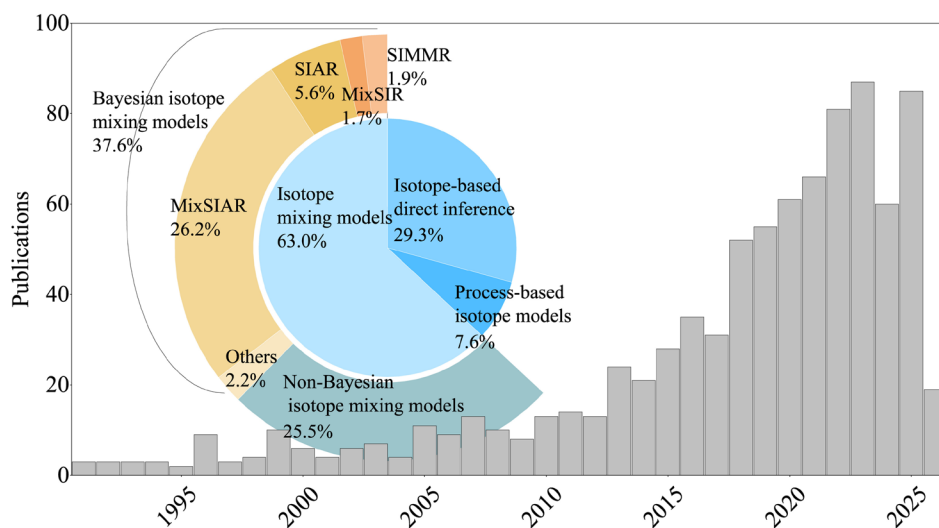 100
80
60
40
20
0
Publications
SIMMR
1.9%
SIAR
5.6%
MixSIR
1.7%
Bayesian isotope
mixing models
37.6%
MixSIAR
26.2%
Isotope
mixing models
63.0%
Isotope-based
direct inference
29.3%
Process-based
isotope models
7.6%
Others
2.2%
Non-Bayesian
isotope mixing models
25.5%
1995
2000
2005
2010
2015
2020
2025